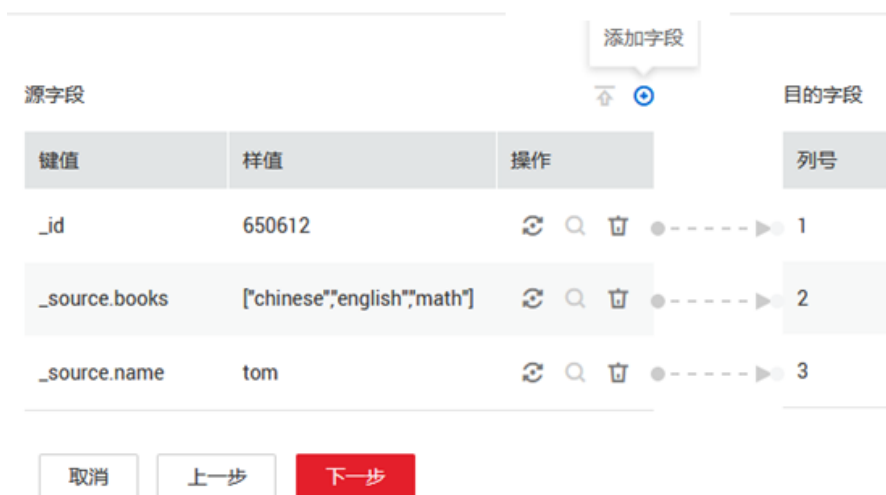 添加字段
源字段 目的字段
键值 样值 操作 列号
_id 650612 1
_source.books ["chinese","english","math"] 2
_source.name tom 3
取消 上一步 下一步